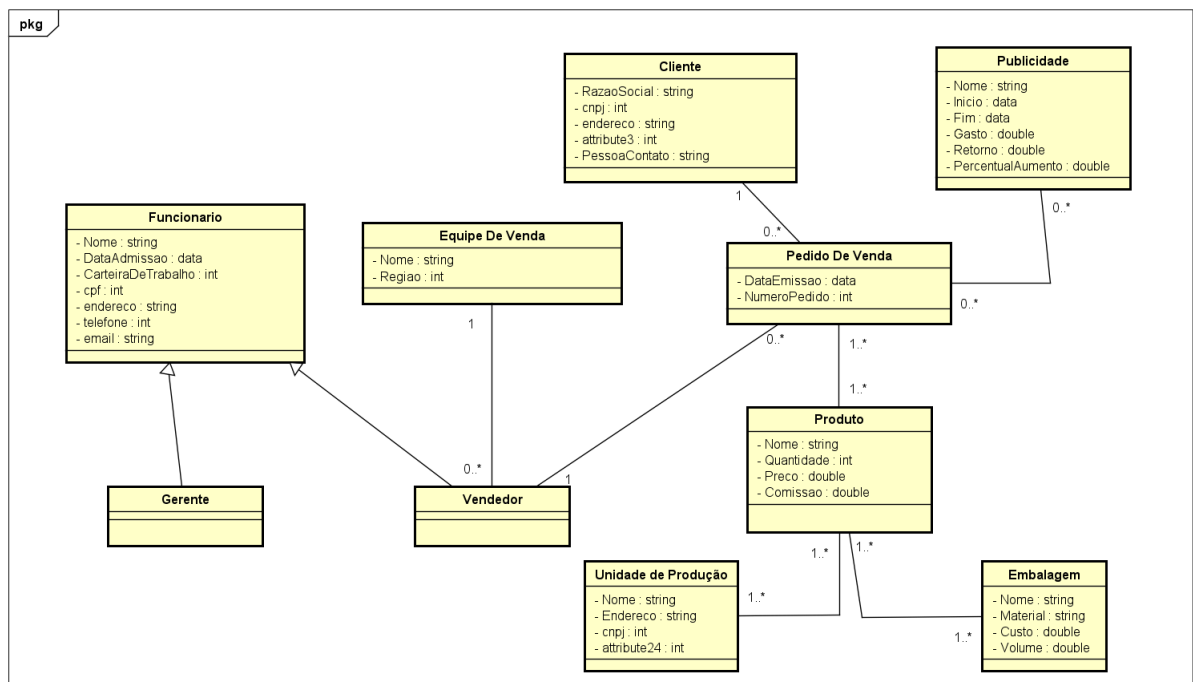 pkg
Cliente
- RazaoSocial : string
- cnpj : int
- endereco : string
- attribute3 : int
- PessoaContato : string
1
0..*
Publicidade
- Nome : string
- Inicio : data
- Fim : data
- Gasto : double
- Retorno : double
- PercentualAumento : double
0..*
0..*
Funcionario
- Nome : string
- DataAdmissao : data
- CarteiraDeTrabalho : int
- cpf : int
- endereco : string
- telefone : int
- email : string
Equipe De Venda
- Nome : string
- Regiao : int
1
0..*
Pedido De Venda
- DataEmissao : data
- NumeroPedido : int
0..*
1
1..*
1..*
Gerente
Vendedor
Produto
- Nome : string
- Quantidade : int
- Preco : double
- Comissao : double
1..*
1..*
1..*
1..*
Unidade de Produção
- Nome : string
- Endereco : string
- cnpj : int
- attribute24 : int
Embalagem
- Nome : string
- Material : string
- Custo : double
- Volume : double